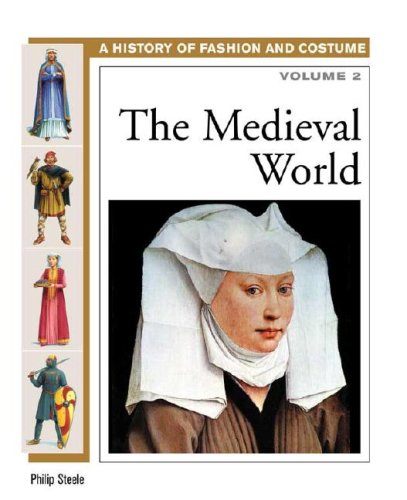 A HISTORY OF FASHION AND COSTUME
VOLUME 2
The Medieval
World
Philip Steele